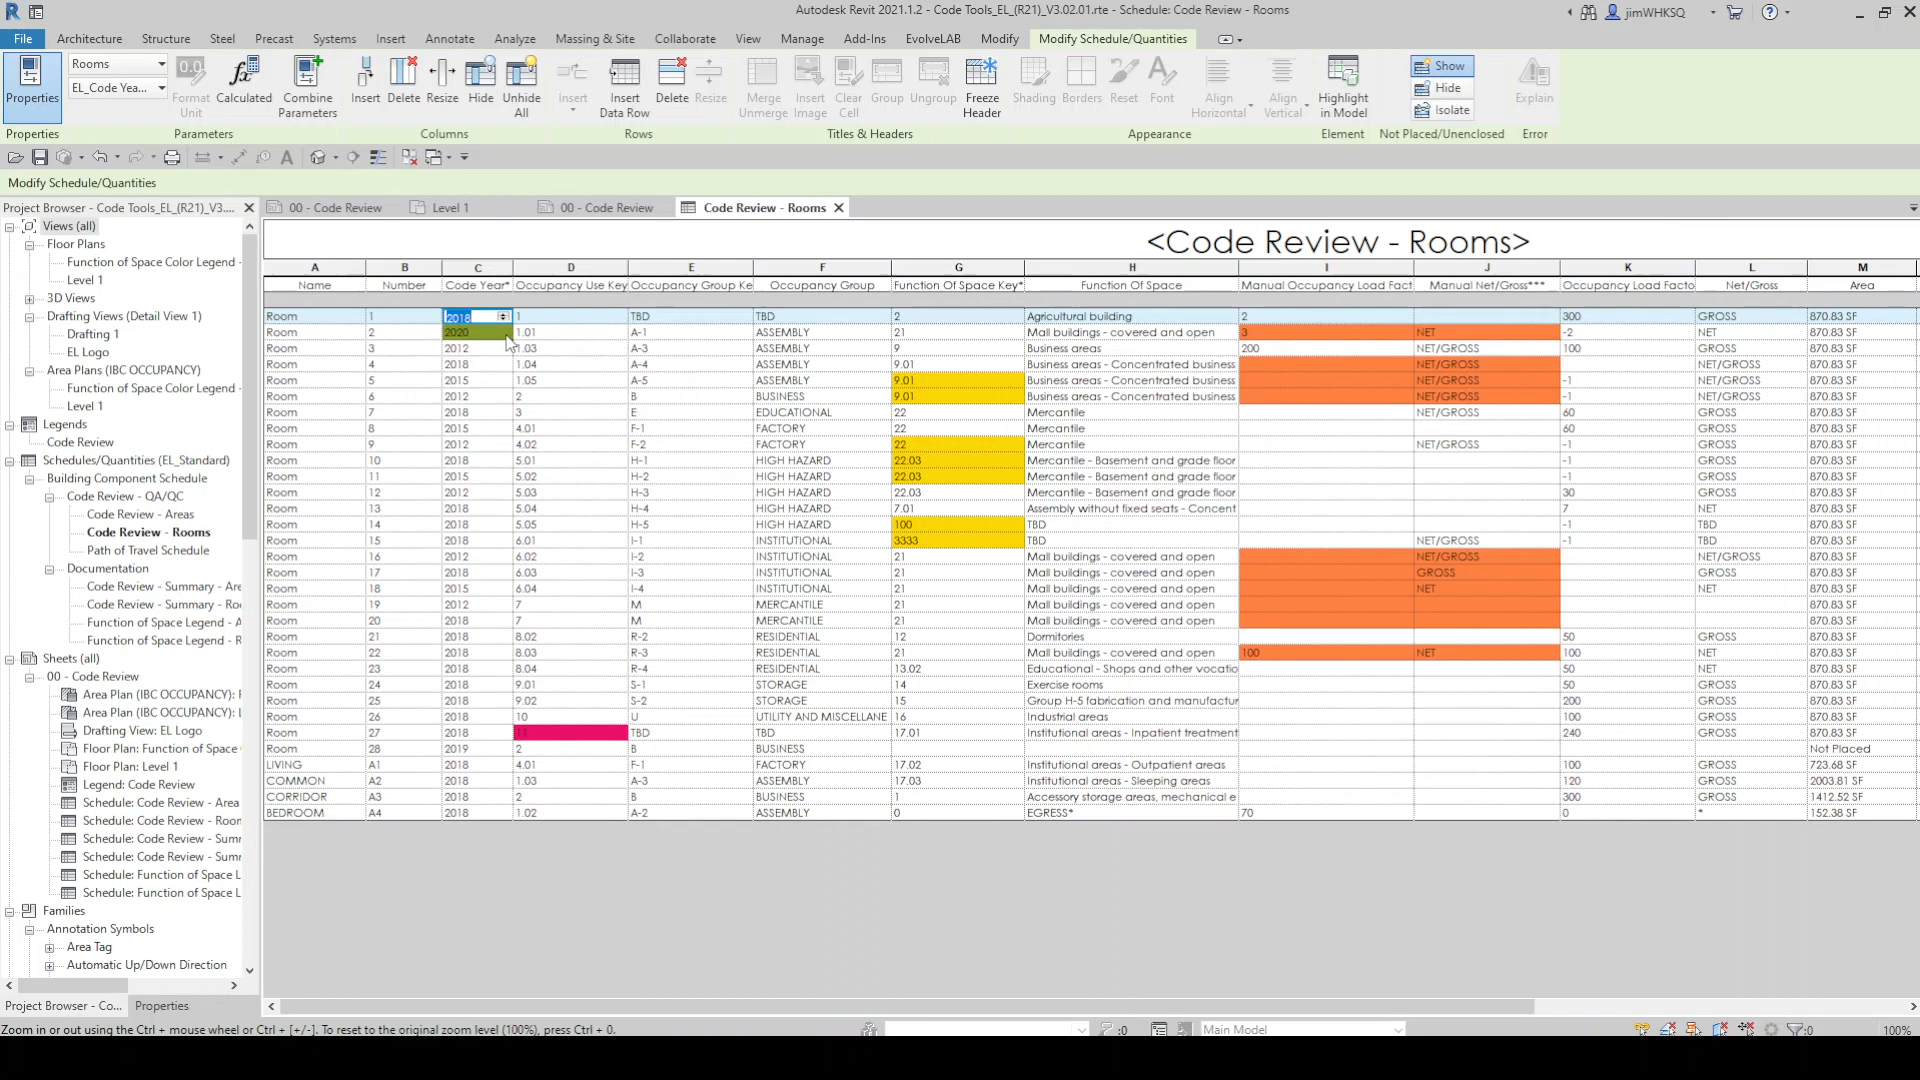 Autodesk Revit 2021.1.2 - Code Tools_EL_(R21)_V3.02.01.rte - Schedule: Code Review - Rooms
jimWHKSQ
File Architecture Structure Steel Precast Systems Insert Annotate Analyze Massing & Site Collaborate View Manage Add-Ins EvolveLAB Modify Modify Schedule/Quantities
Rooms
EL_Code Yea...
Properties Format Unit Calculated Combine Parameters Insert Delete Resize Hide Unhide All Insert Insert Data Row Delete Resize Merge Unmerge Insert Image Clear Cell Group Ungroup Freeze Header Shading Borders Reset Font Align Horizontal Align Vertical Highlight in Model Show Hide Isolate Explain
Properties Parameters Columns Rows Titles & Headers Appearance Element Not Placed/Unenclosed Error
Modify Schedule/Quantities
Project Browser - Code Tools_EL_(R21)_V3....
00 - Code Review Level 1 00 - Code Review Code Review - Rooms
Views (all)
Floor Plans
Function of Space Color Legend -
Level 1
3D Views
Drafting Views (Detail View 1)
Drafting 1
EL Logo
Area Plans (IBC OCCUPANCY)
Function of Space Color Legend -
Level 1
Legends
Code Review
Schedules/Quantities (EL_Standard)
Building Component Schedule
Code Review - QA/QC
Code Review - Areas
Code Review - Rooms
Path of Travel Schedule
Documentation
Code Review - Summary - Are
Code Review - Summary - Ro
Function of Space Legend - A
Function of Space Legend - R
Sheets (all)
00 - Code Review
Area Plan (IBC OCCUPANCY): F
Area Plan (IBC OCCUPANCY): L
Drafting View: EL Logo
Floor Plan: Function of Space
Floor Plan: Level 1
Legend: Code Review
Schedule: Code Review - Area
Schedule: Code Review - Roor
Schedule: Code Review - Sumr
Schedule: Code Review - Sumr
Schedule: Function of Space L
Schedule: Function of Space L
Families
Annotation Symbols
Area Tag
Automatic Up/Down Direction
<Code Review - Rooms>
A B C D E F G H I J K L M
Name Number Code Year* Occupancy Use Key Occupancy Group Ke Occupancy Group Function Of Space Key* Function Of Space Manual Occupancy Load Fact Manual Net/Gross*** Occupancy Load Facto Net/Gross Area
Room 1 2018 1 TBD TBD 2 Agricultural building 2 300 GROSS 870.83 SF
Room 2 2020 1.01 A-1 ASSEMBLY 21 Mall buildings - covered and open 3 NET -2 NET 870.83 SF
Room 3 2012 1.03 A-3 ASSEMBLY 9 Business areas 200 NET/GROSS 100 GROSS 870.83 SF
Room 4 2018 1.04 A-4 ASSEMBLY 9.01 Business areas - Concentrated business NET/GROSS NET/GROSS 870.83 SF
Room 5 2015 1.05 A-5 ASSEMBLY 9.01 Business areas - Concentrated business NET/GROSS -1 NET/GROSS 870.83 SF
Room 6 2012 2 B BUSINESS 9.01 Business areas - Concentrated business NET/GROSS -1 NET/GROSS 870.83 SF
Room 7 2018 3 E EDUCATIONAL 22 Mercantile NET/GROSS 60 GROSS 870.83 SF
Room 8 2015 4.01 F-1 FACTORY 22 Mercantile 60 GROSS 870.83 SF
Room 9 2012 4.02 F-2 FACTORY 22 Mercantile NET/GROSS -1 GROSS 870.83 SF
Room 10 2018 5.01 H-1 HIGH HAZARD 22.03 Mercantile - Basement and grade floor -1 GROSS 870.83 SF
Room 11 2015 5.02 H-2 HIGH HAZARD 22.03 Mercantile - Basement and grade floor -1 GROSS 870.83 SF
Room 12 2012 5.03 H-3 HIGH HAZARD 22.03 Mercantile - Basement and grade floor 30 GROSS 870.83 SF
Room 13 2018 5.04 H-4 HIGH HAZARD 7.01 Assembly without fixed seats - Concent 7 NET 870.83 SF
Room 14 2018 5.05 H-5 HIGH HAZARD 100 TBD -1 TBD 870.83 SF
Room 15 2018 6.01 I-1 INSTITUTIONAL 3333 TBD NET/GROSS -1 TBD 870.83 SF
Room 16 2012 6.02 I-2 INSTITUTIONAL 21 Mall buildings - covered and open NET/GROSS NET/GROSS 870.83 SF
Room 17 2018 6.03 I-3 INSTITUTIONAL 21 Mall buildings - covered and open GROSS GROSS 870.83 SF
Room 18 2015 6.04 I-4 INSTITUTIONAL 21 Mall buildings - covered and open NET NET 870.83 SF
Room 19 2012 7 M MERCANTILE 21 Mall buildings - covered and open 870.83 SF
Room 20 2018 7 M MERCANTILE 21 Mall buildings - covered and open 870.83 SF
Room 21 2018 8.02 R-2 RESIDENTIAL 12 Dormitories 50 GROSS 870.83 SF
Room 22 2018 8.03 R-3 RESIDENTIAL 21 Mall buildings - covered and open 100 NET 100 NET 870.83 SF
Room 23 2018 8.04 R-4 RESIDENTIAL 13.02 Educational - Shops and other vocatio 50 NET 870.83 SF
Room 24 2018 9.01 S-1 STORAGE 14 Exercise rooms 50 GROSS 870.83 SF
Room 25 2018 9.02 S-2 STORAGE 15 Group H-5 fabrication and manufactur 200 GROSS 870.83 SF
Room 26 2018 10 U UTILITY AND MISCELLANE 16 Industrial areas 100 GROSS 870.83 SF
Room 27 2018 11 TBD TBD 17.01 Institutional areas - Inpatient treatment 240 GROSS 870.83 SF
Room 28 2019 2 B BUSINESS Not Placed
LIVING A1 2018 4.01 F-1 FACTORY 17.02 Institutional areas - Outpatient areas 100 GROSS 723.68 SF
COMMON A2 2018 1.03 A-3 ASSEMBLY 17.03 Institutional areas - Sleeping areas 120 GROSS 2003.81 SF
CORRIDOR A3 2018 2 B BUSINESS 1 Accessory storage areas, mechanical e 300 GROSS 1412.52 SF
BEDROOM A4 2018 1.02 A-2 ASSEMBLY 0 EGRESS* 70 0 * 152.38 SF
Project Browser - Co... Properties
Zoom in or out using the Ctrl + mouse wheel or Ctrl + [+/-]. To reset to the original zoom level (100%), press Ctrl + 0.
:0 Main Model :0 100%